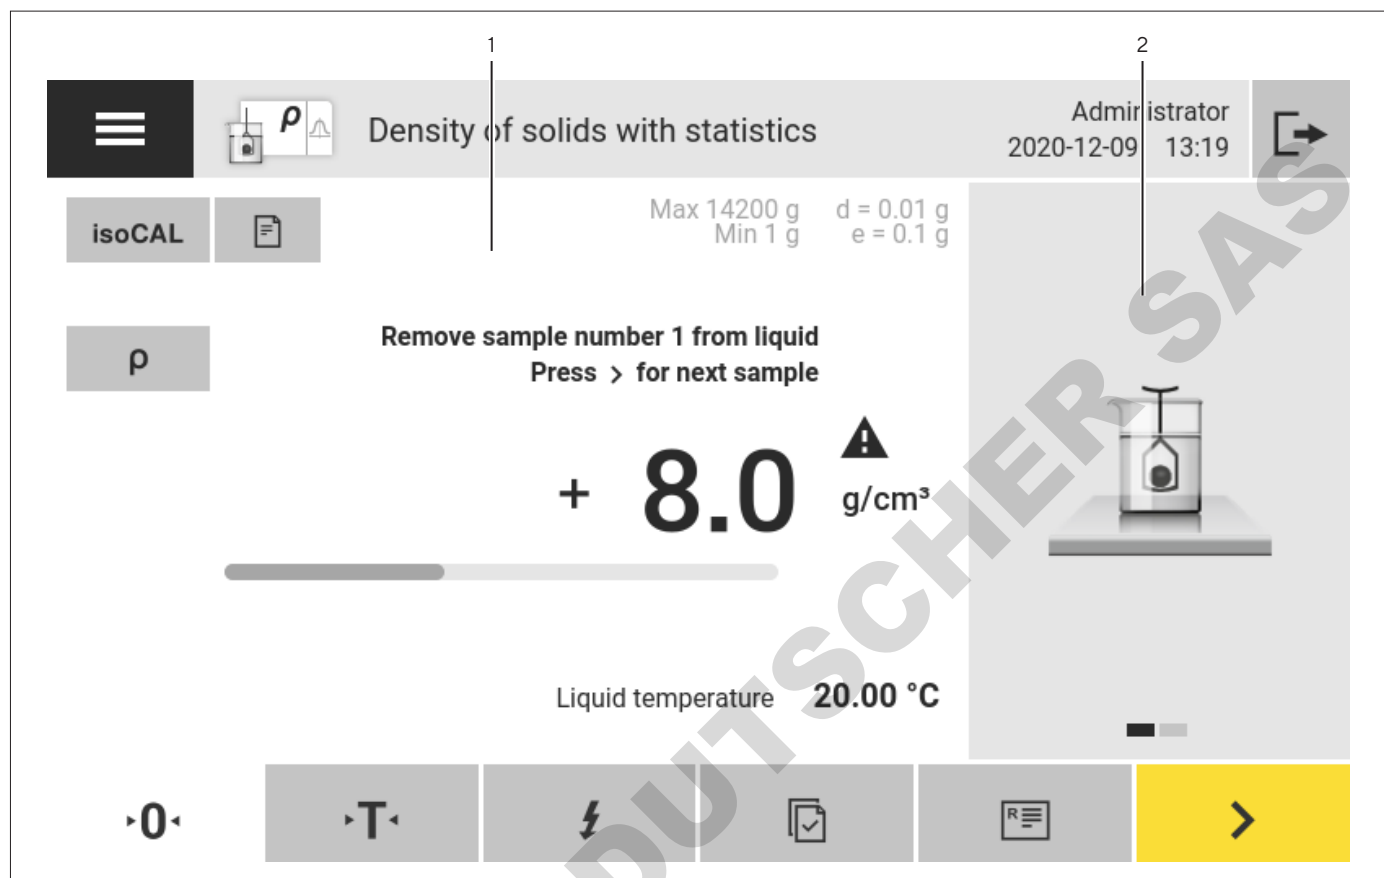 1
2
ρ
Density of solids with statistics
Administrator
2020-12-09 13:19
isoCAL
Max 14200 g d = 0.01 g
Min 1 g e = 0.1 g
ρ
Remove sample number 1 from liquid
Press > for next sample
+ 8.0 g/cm³
Liquid temperature 20.00 °C
0
T
R
>
DUTSCHER SAS